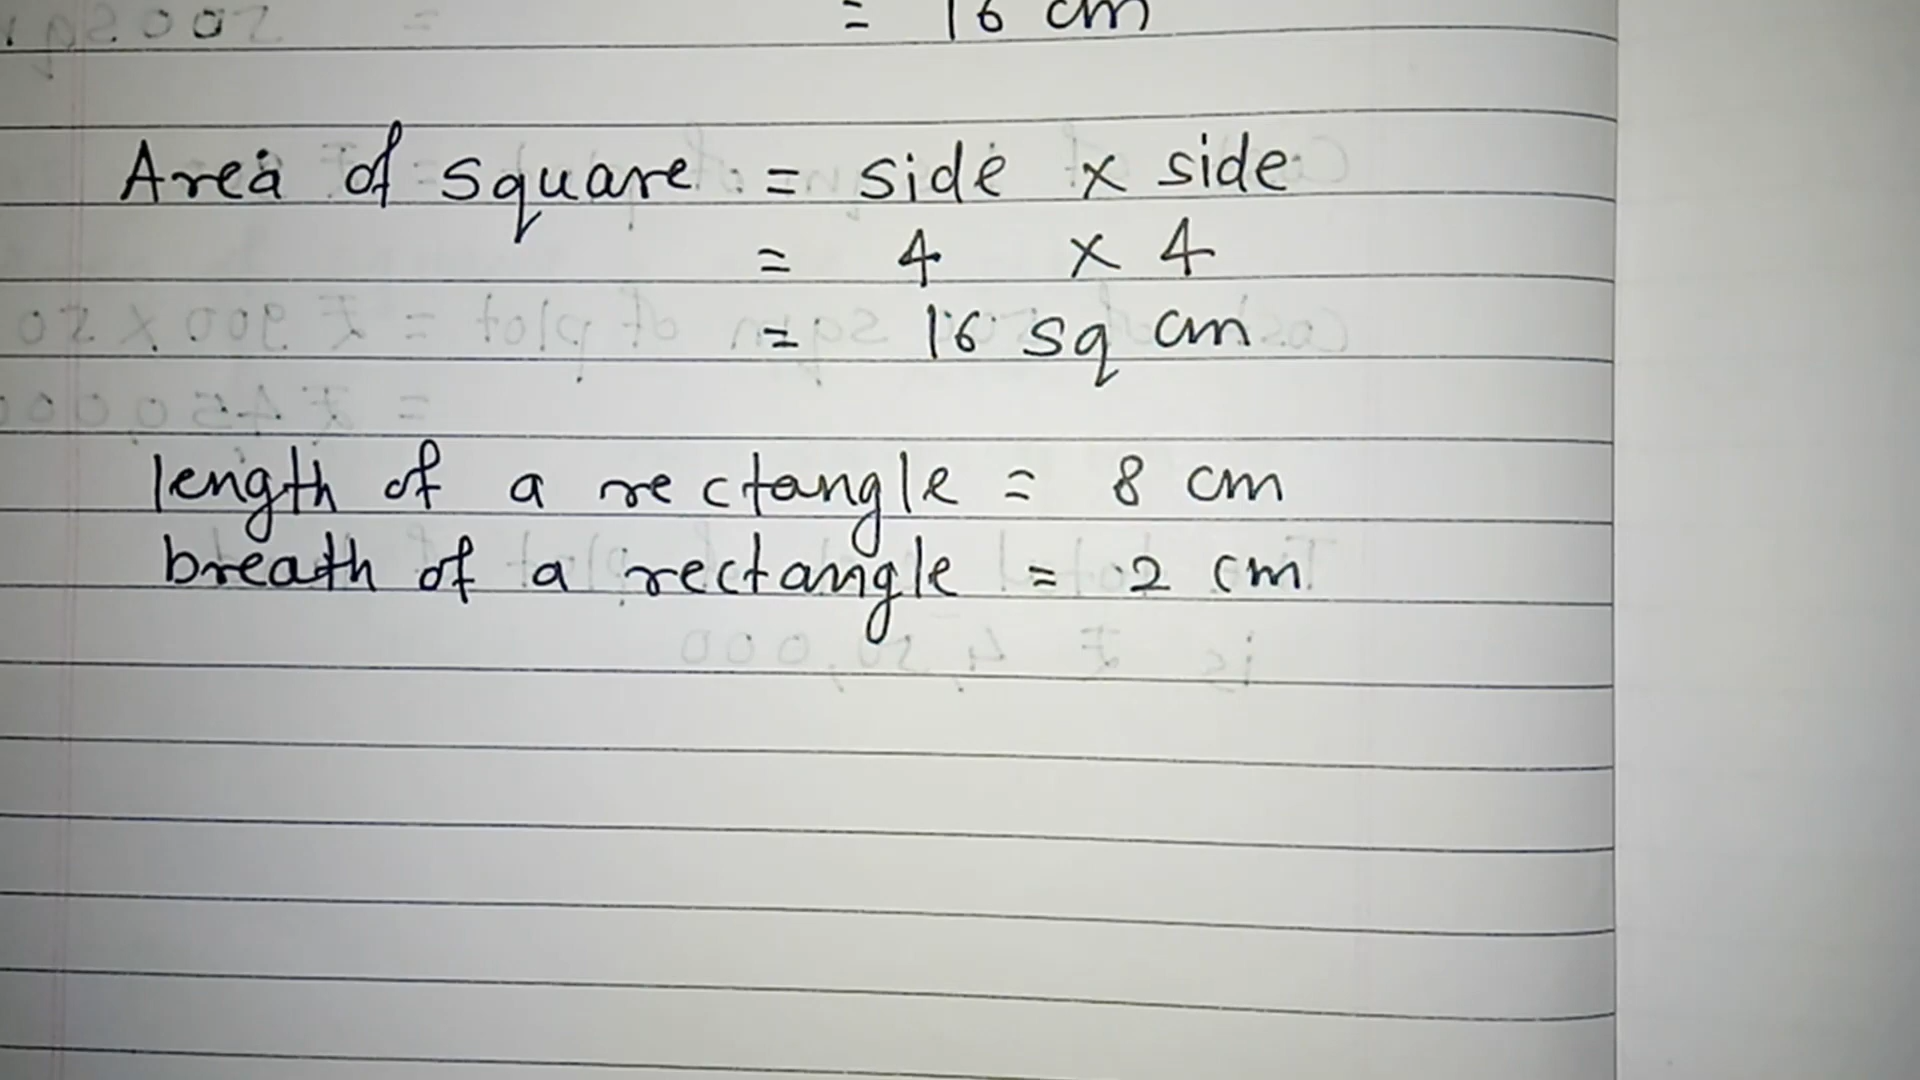 = 16 cm
Area of square = side × side
= 4 × 4
= 16 sq cm
length of a rectangle = 8 cm
breath of a rectangle = 2 cm